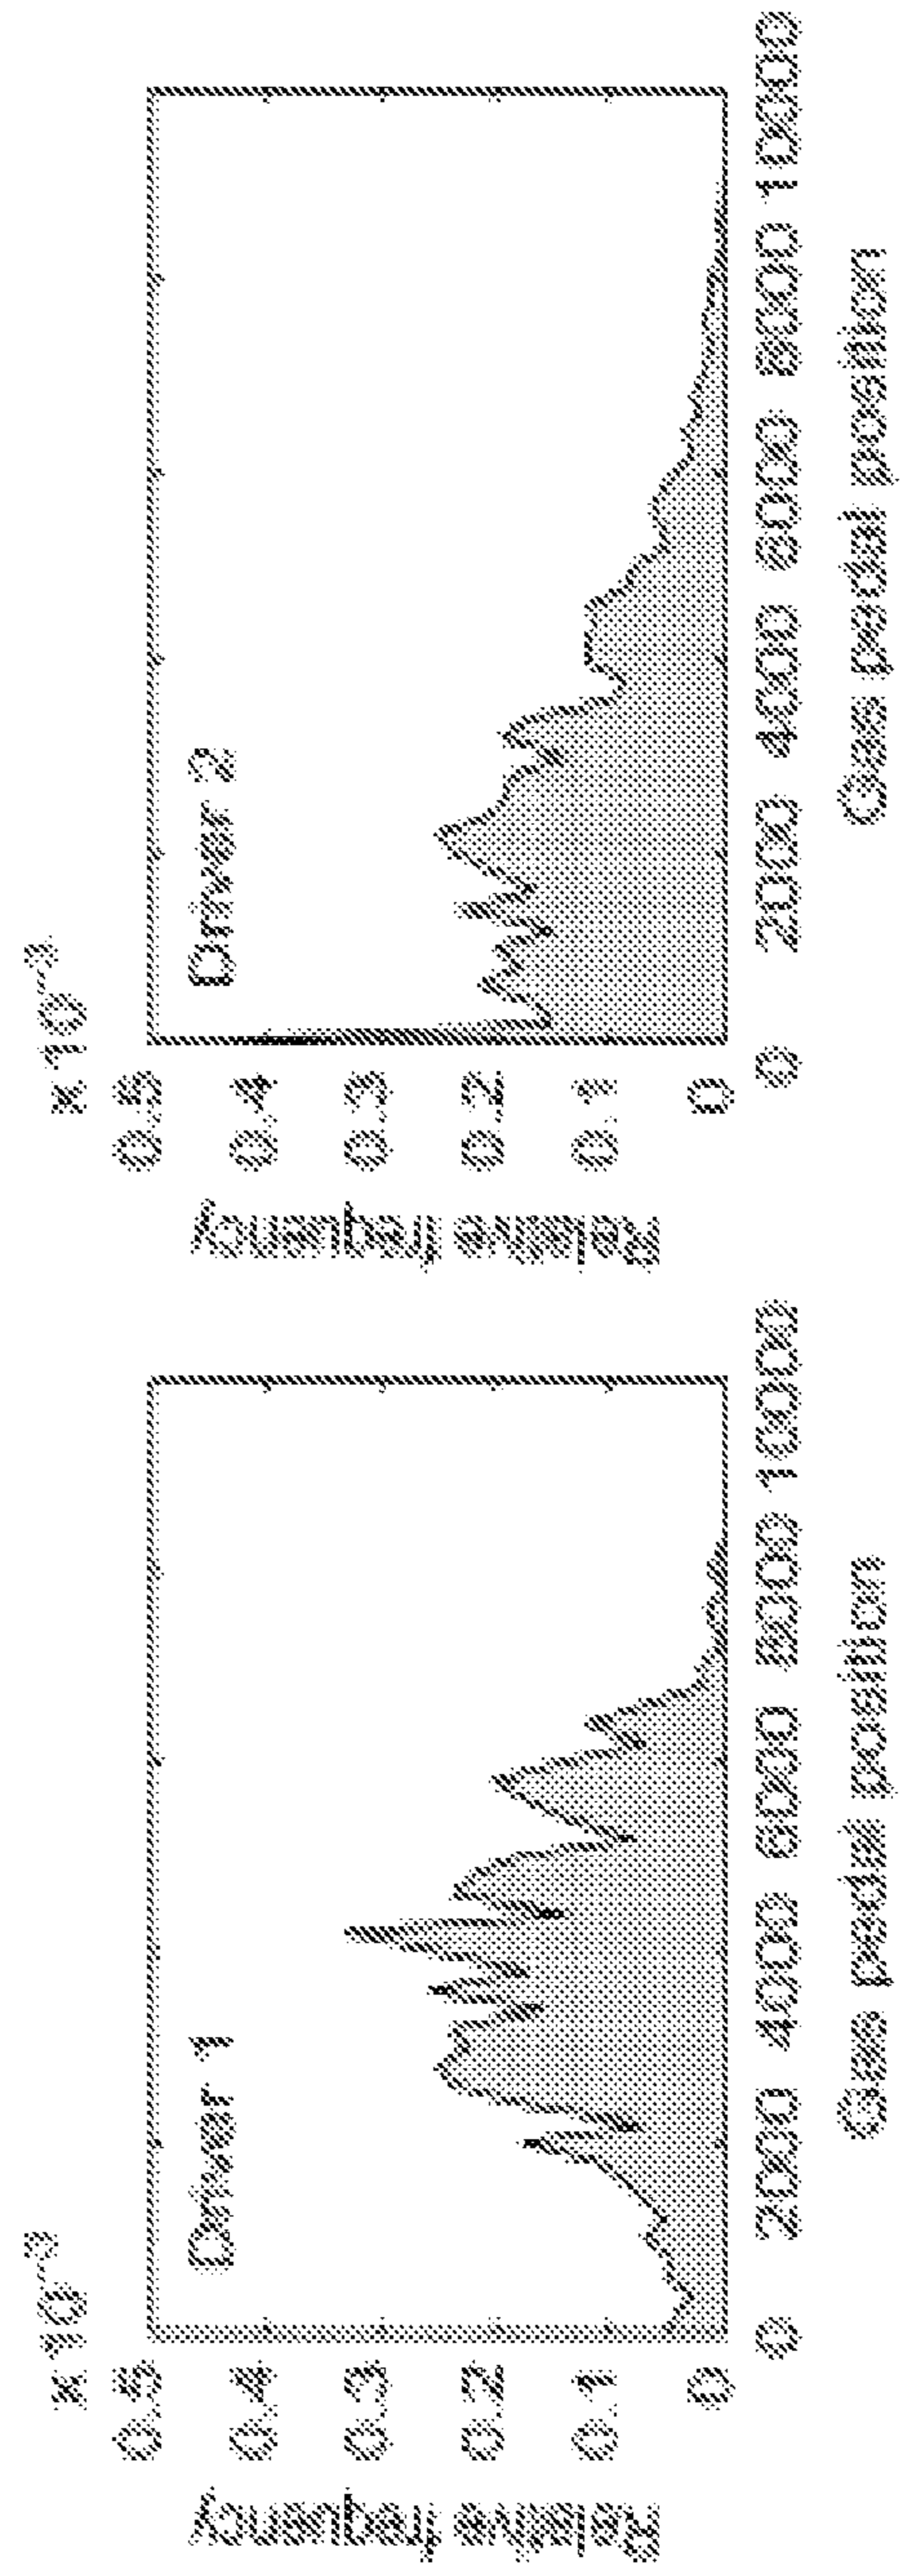 × 10⁻³
Driver 1
Relative frequency
0.5
0.4
0.3
0.2
0.1
0
0 2000 4000 6000 8000 10000
Gas pedal position
× 10⁻³
Driver 2
Relative frequency
0.5
0.4
0.3
0.2
0.1
0
0 2000 4000 6000 8000 10000
Gas pedal position